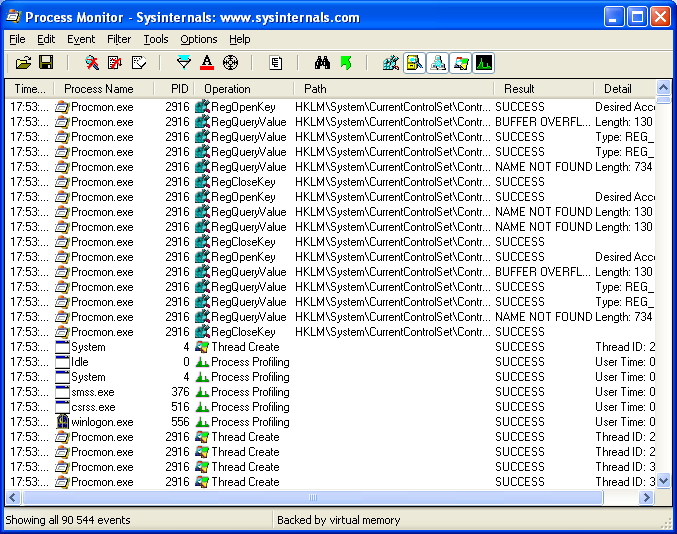 Process Monitor - Sysinternals: www.sysinternals.com
File Edit Event Filter Tools Options Help
Time... Process Name PID Operation Path Result Detail
17:53:... Procmon.exe 2916 RegOpenKey HKLM\System\CurrentControlSet\Contr... SUCCESS Desired Acce
17:53:... Procmon.exe 2916 RegQueryValue HKLM\System\CurrentControlSet\Contr... BUFFER OVERFL... Length: 130
17:53:... Procmon.exe 2916 RegQueryValue HKLM\System\CurrentControlSet\Contr... SUCCESS Type: REG_
17:53:... Procmon.exe 2916 RegQueryValue HKLM\System\CurrentControlSet\Contr... SUCCESS Type: REG_
17:53:... Procmon.exe 2916 RegQueryValue HKLM\System\CurrentControlSet\Contr... NAME NOT FOUND Length: 734
17:53:... Procmon.exe 2916 RegCloseKey HKLM\System\CurrentControlSet\Contr... SUCCESS
17:53:... Procmon.exe 2916 RegOpenKey HKLM\System\CurrentControlSet\Contr... SUCCESS Desired Acce
17:53:... Procmon.exe 2916 RegQueryValue HKLM\System\CurrentControlSet\Contr... NAME NOT FOUND Length: 130
17:53:... Procmon.exe 2916 RegQueryValue HKLM\System\CurrentControlSet\Contr... NAME NOT FOUND Length: 130
17:53:... Procmon.exe 2916 RegCloseKey HKLM\System\CurrentControlSet\Contr... SUCCESS
17:53:... Procmon.exe 2916 RegOpenKey HKLM\System\CurrentControlSet\Contr... SUCCESS Desired Acce
17:53:... Procmon.exe 2916 RegQueryValue HKLM\System\CurrentControlSet\Contr... BUFFER OVERFL... Length: 130
17:53:... Procmon.exe 2916 RegQueryValue HKLM\System\CurrentControlSet\Contr... SUCCESS Type: REG_
17:53:... Procmon.exe 2916 RegQueryValue HKLM\System\CurrentControlSet\Contr... SUCCESS Type: REG_
17:53:... Procmon.exe 2916 RegQueryValue HKLM\System\CurrentControlSet\Contr... NAME NOT FOUND Length: 734
17:53:... Procmon.exe 2916 RegCloseKey HKLM\System\CurrentControlSet\Contr... SUCCESS
17:53:... System 4 Thread Create SUCCESS Thread ID: 2
17:53:... Idle 0 Process Profiling SUCCESS User Time: 0
17:53:... System 4 Process Profiling SUCCESS User Time: 0
17:53:... smss.exe 376 Process Profiling SUCCESS User Time: 0
17:53:... csrss.exe 516 Process Profiling SUCCESS User Time: 0
17:53:... winlogon.exe 556 Process Profiling SUCCESS User Time: 0
17:53:... Procmon.exe 2916 Thread Create SUCCESS Thread ID: 2
17:53:... Procmon.exe 2916 Thread Create SUCCESS Thread ID: 2
17:53:... Procmon.exe 2916 Thread Create SUCCESS Thread ID: 3
17:53:... Procmon.exe 2916 Thread Create SUCCESS Thread ID: 3
Showing all 90 544 events Backed by virtual memory